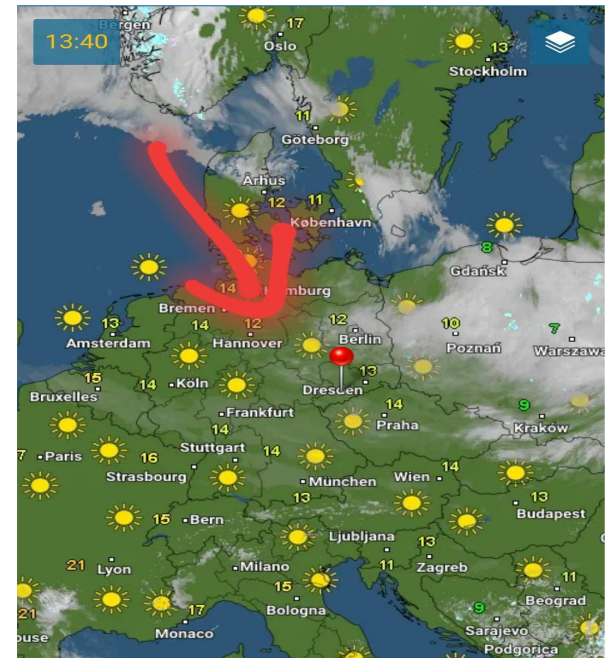 Bergen
13:40
17
Oslo
13
Stockholm
11
Göteborg
Århus
12
11
København
8
Gdańsk
14
Hamburg
Bremen
13
Amsterdam
14
12
Hannover
12
Berlin
10
Poznań
7
Warszawa
15
Bruxelles
14
Köln
13
Dresden
Frankfurt
14
Praha
9
Kraków
14
Stuttgart
7
Paris
16
Strasbourg
14
München
13
Wien
14
13
Budapest
15
Bern
Ljubljana
13
21
Lyon
Milano
11
Zagreb
15
Bologna
11
Beograd
21
ouse
17
Monaco
9
Sarajevo
Podgorica